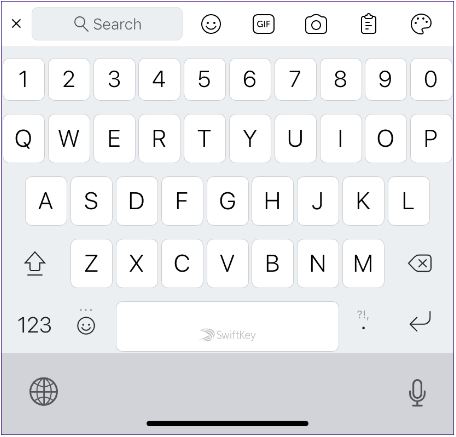 × Search GIF
1 2 3 4 5 6 7 8 9 0
Q W E R T Y U I O P
A S D F G H J K L
Z X C V B N M
?!,
123 SwiftKey .